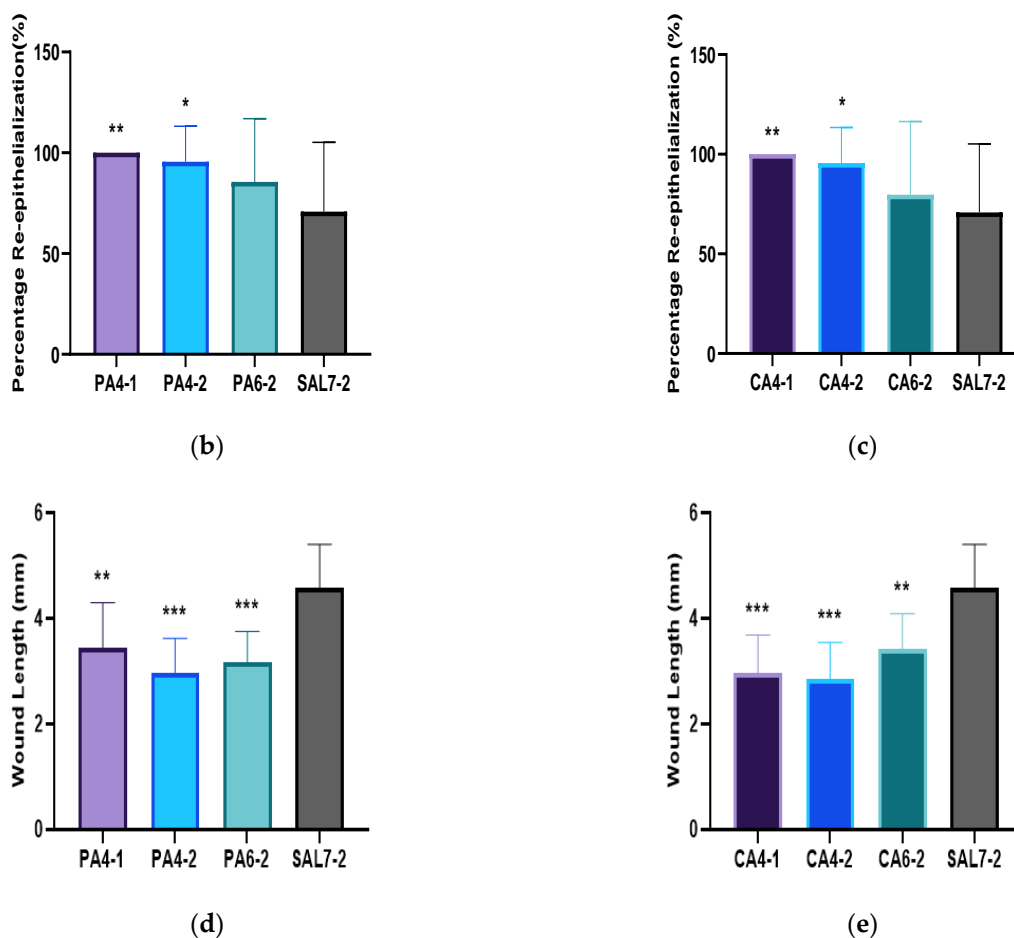 Percentage Re-epithelialization(%)
150
100
50
0
**
*
PA4-1 PA4-2 PA6-2 SAL7-2
(b)
Percentage Re-epithelialization (%)
150
100
50
0
**
*
CA4-1 CA4-2 CA6-2 SAL7-2
(c)
Wound Length (mm)
6
4
2
0
**
***
***
PA4-1 PA4-2 PA6-2 SAL7-2
(d)
Wound Length (mm)
6
4
2
0
***
***
**
CA4-1 CA4-2 CA6-2 SAL7-2
(e)